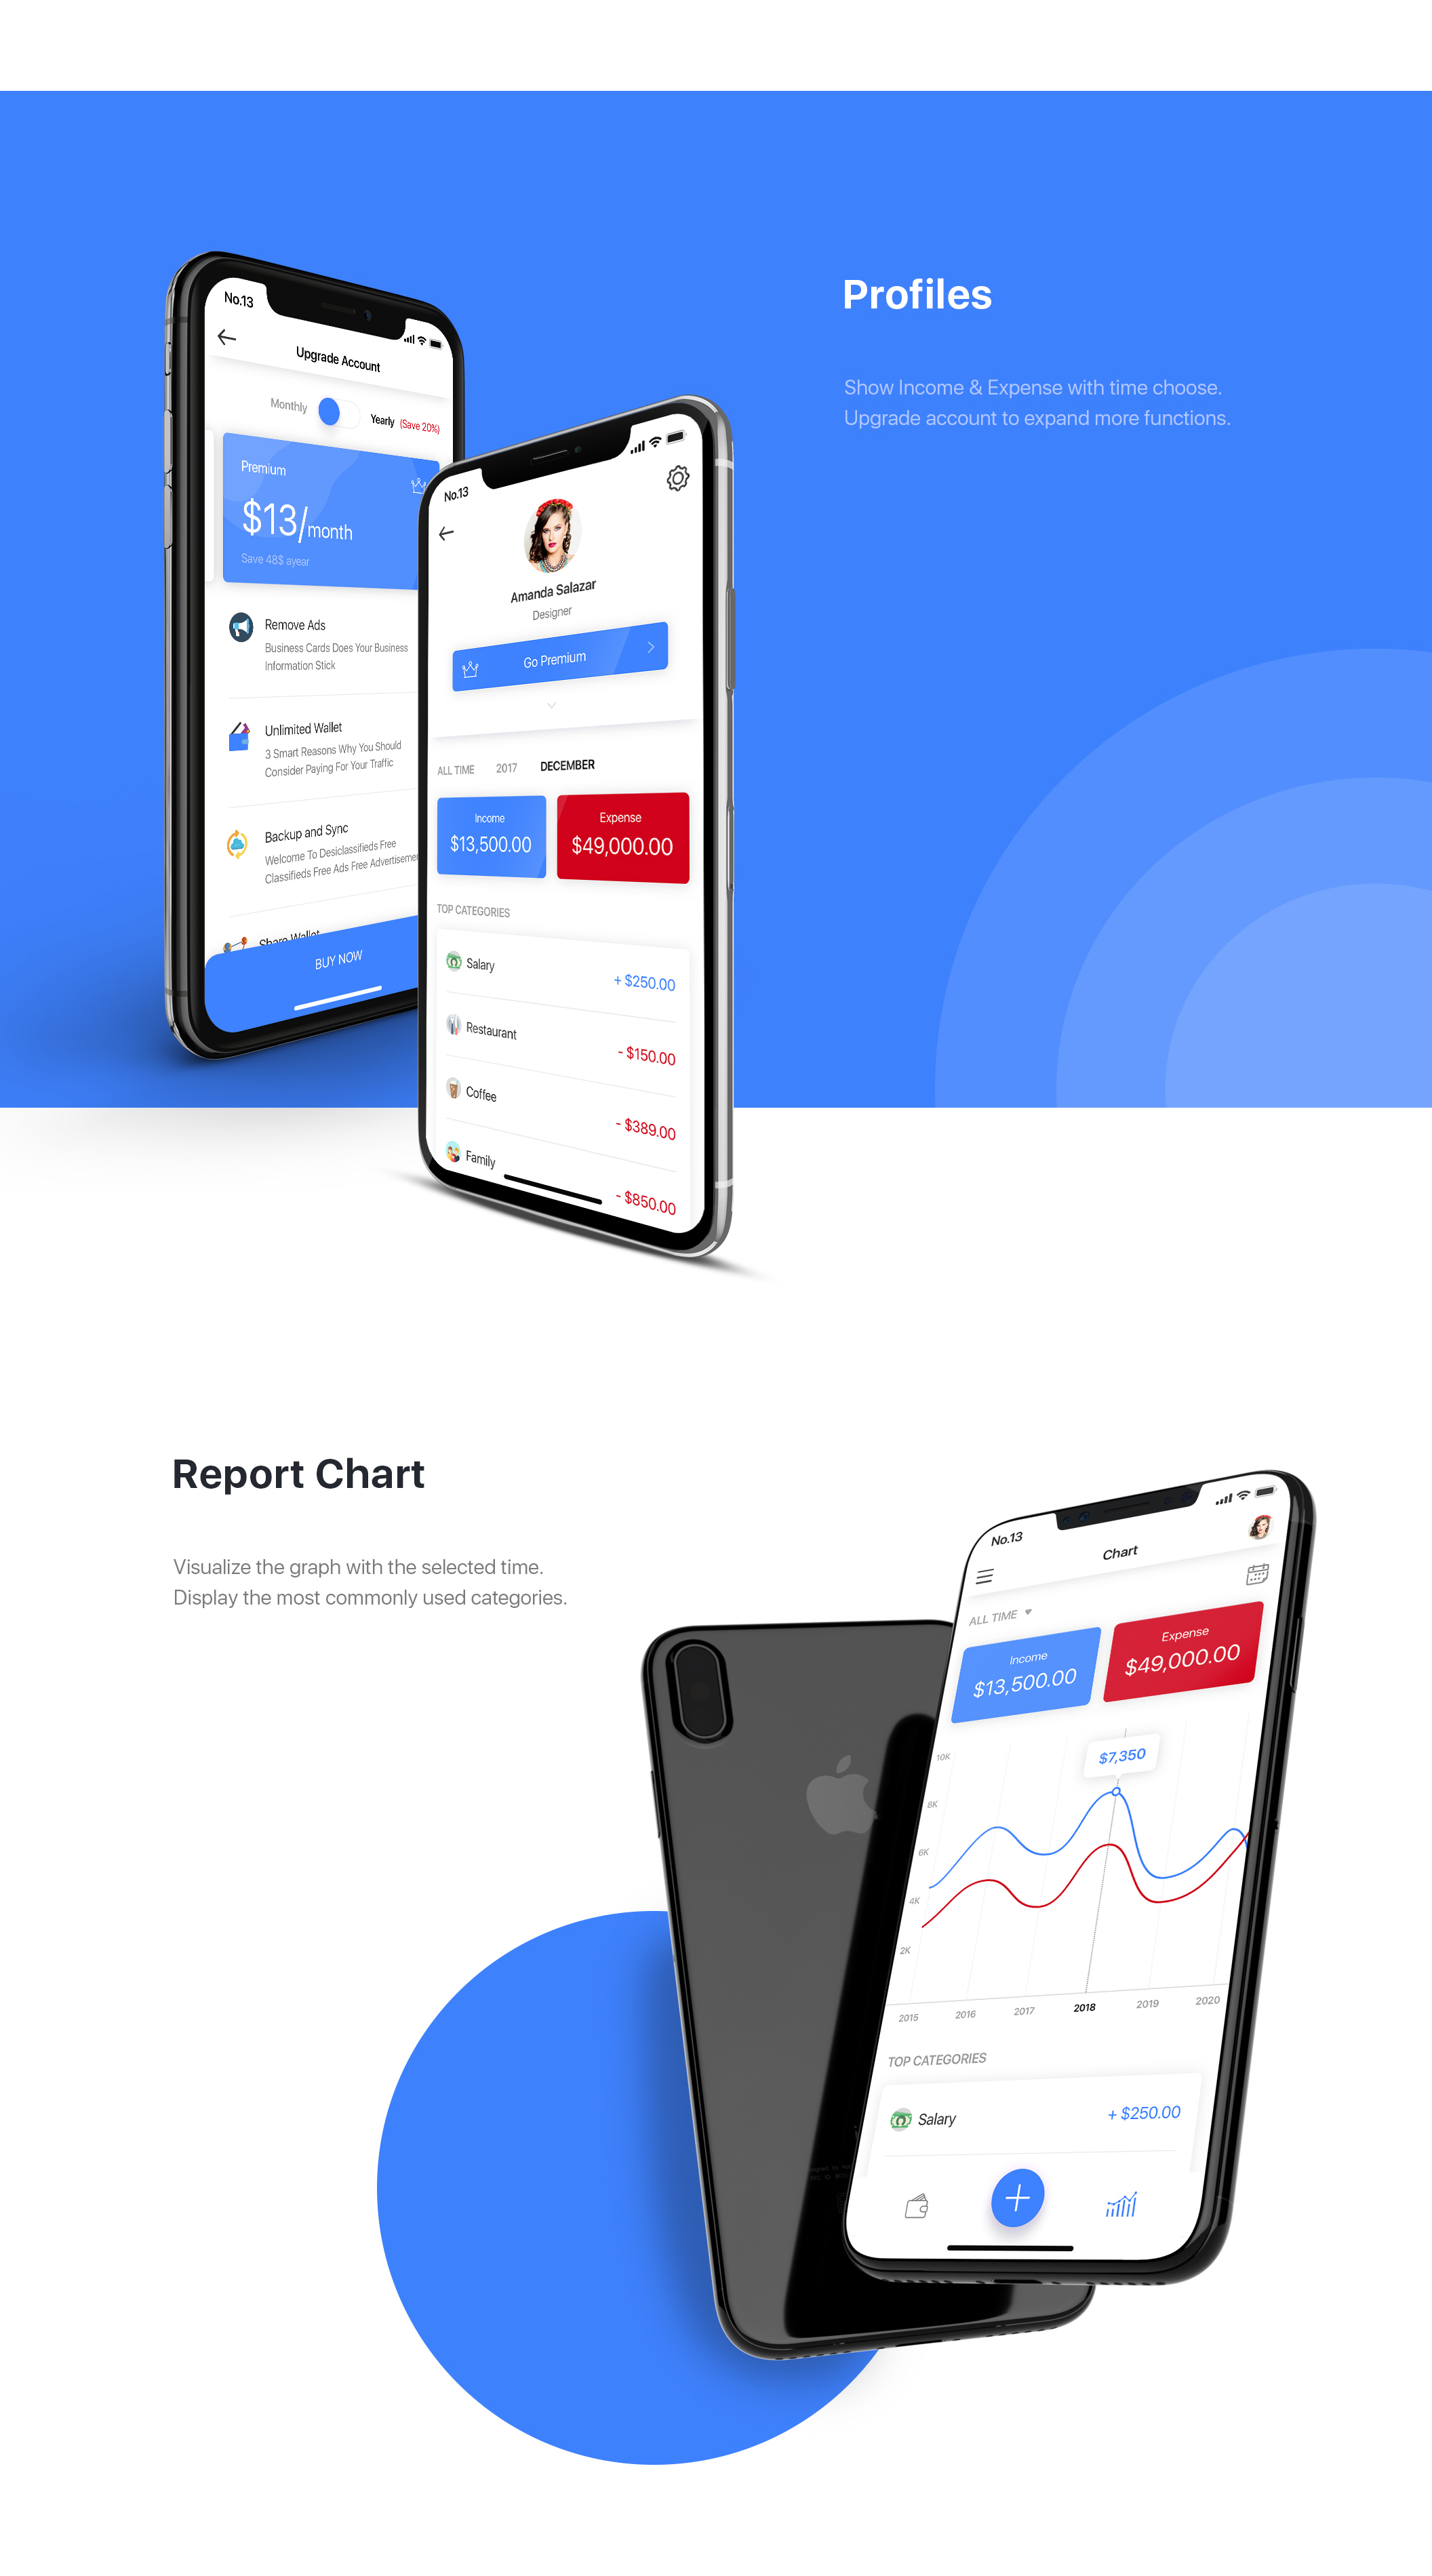 Profiles
Show Income & Expense with time choose.
Upgrade account to expand more functions.
No.13
Upgrade Account
Monthly
Yearly (Save 20%)
Premium
$13/month
Save 48$ ayear
Remove Ads
Business Cards Does Your Business
Information Stick
Unlimited Wallet
3 Smart Reasons Why You Should
Consider Paying For Your Traffic
Backup and Sync
Welcome To Desiclassifieds Free
Classifieds Free Ads Free Advertisemen
Share Wallet
BUY NOW
No.13
Amanda Salazar
Designer
Go Premium
ALL TIME 2017 DECEMBER
Income
$13,500.00
Expense
$49,000.00
TOP CATEGORIES
Salary + $250.00
Restaurant - $150.00
Coffee - $389.00
Family - $850.00
Report Chart
Visualize the graph with the selected time.
Display the most commonly used categories.
No.13
Chart
ALL TIME
Income
$13,500.00
Expense
$49,000.00
$7,350
10K
8K
6K
4K
2K
2015 2016 2017 2018 2019 2020
TOP CATEGORIES
Salary + $250.00